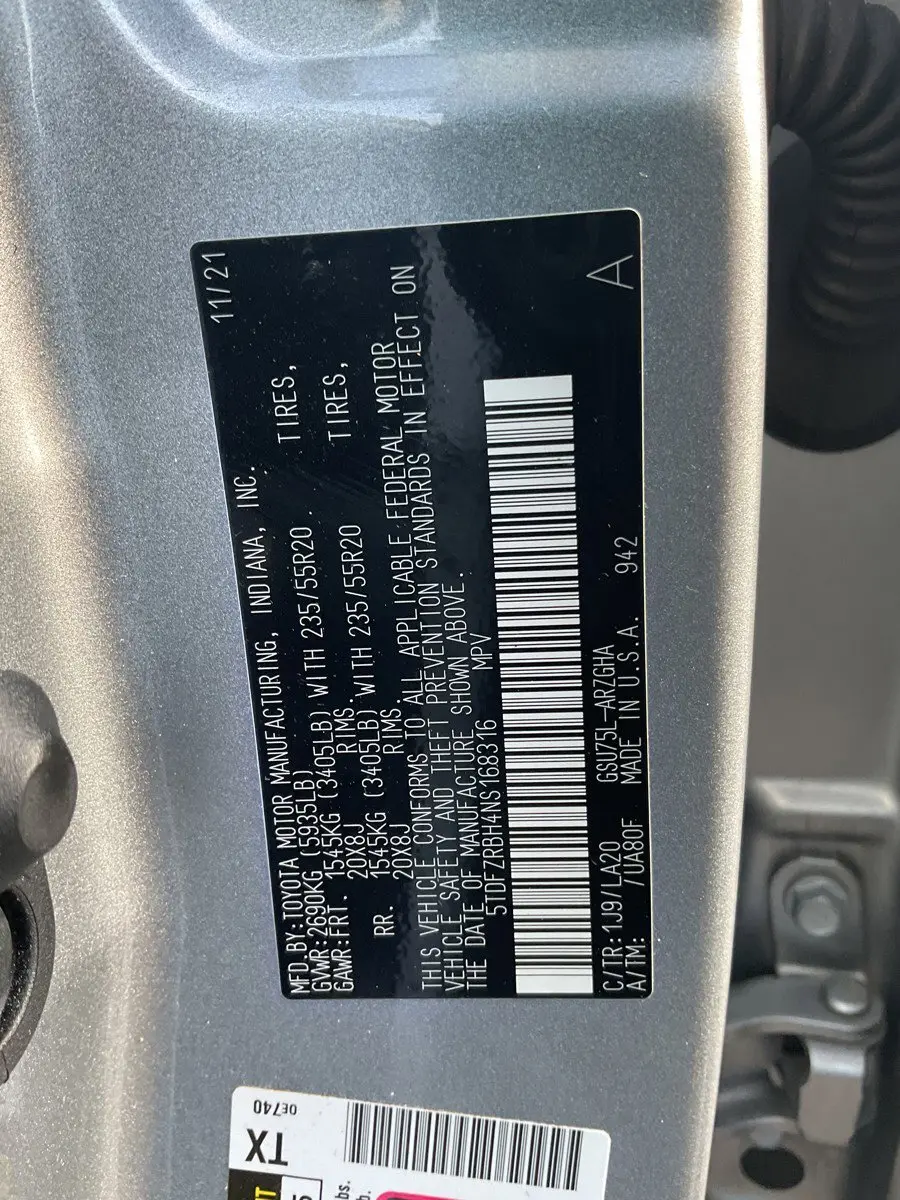 11/21
MFD.BY:TOYOTA MOTOR MANUFACTURING, INDIANA, INC.
GVWR:2690KG (5935LB)
GAWR:FRT. 1545KG (3405LB) WITH 235/55R20 TIRES,
20X8J RIMS.
RR. 1545KG (3405LB) WITH 235/55R20 TIRES,
20X8J RIMS.
THIS VEHICLE CONFORMS TO ALL APPLICABLE FEDERAL MOTOR
VEHICLE SAFETY AND THEFT PREVENTION STANDARDS IN EFFECT ON
THE DATE OF MANUFACTURE SHOWN ABOVE.
5TDFZRBH4NS168316 MPV
C/TR:1J97/LA20 GSU75L-ARZGHA
A/TM: /UA80F MADE IN U.S.A. 942 A
0E740
TX